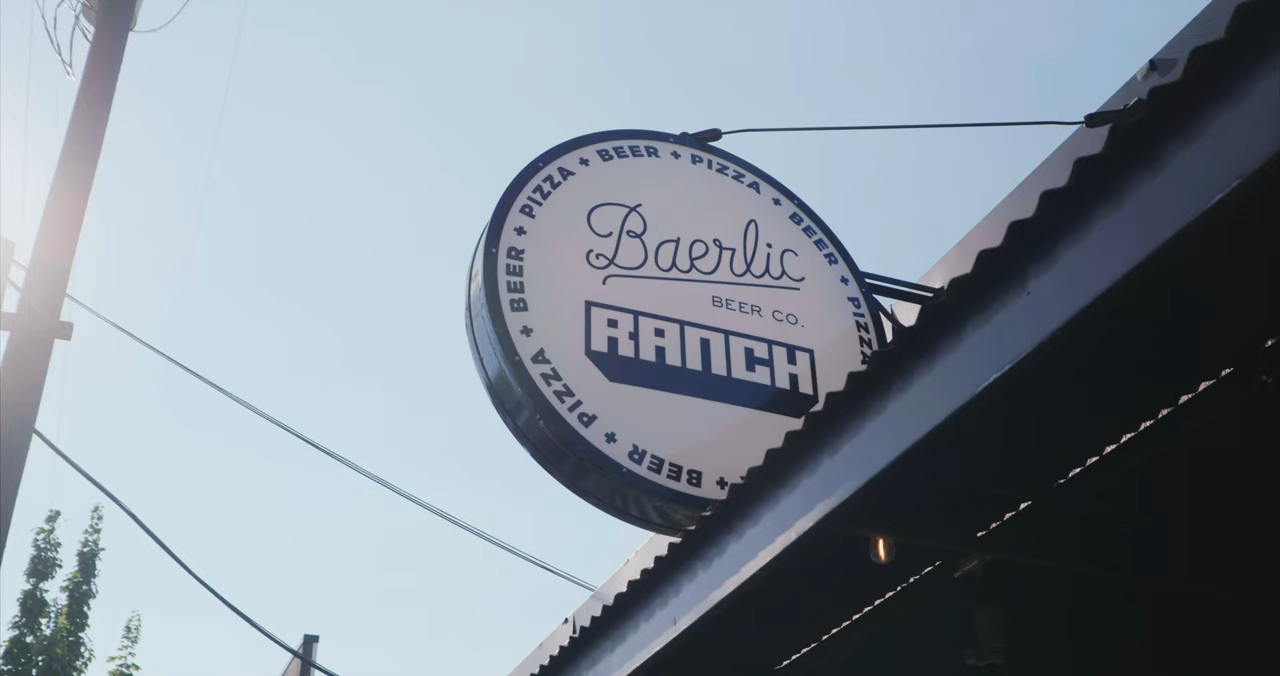 BEER + PIZZA + BEER + PIZZA + BEER + PIZZA + BEER + PIZZA +
Baerlic
BEER CO.
RANCH